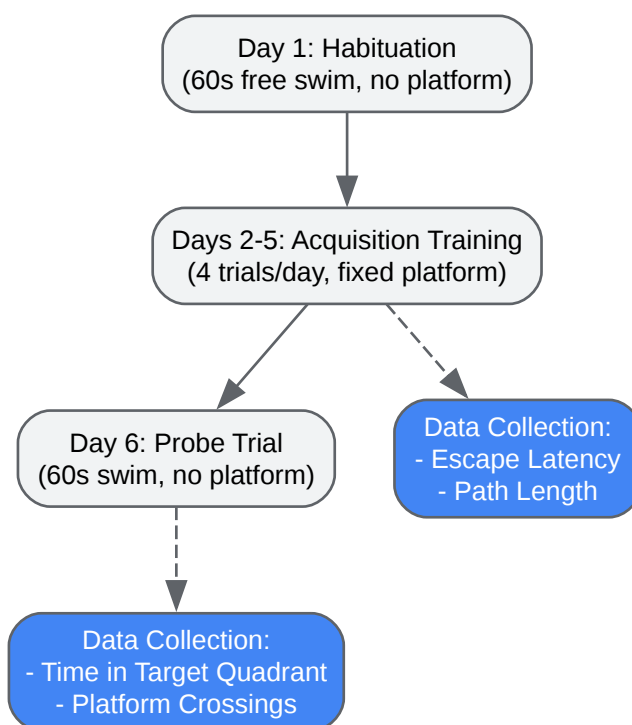 Day 1: Habituation
(60s free swim, no platform)
Days 2-5: Acquisition Training
(4 trials/day, fixed platform)
Day 6: Probe Trial
(60s swim, no platform)
Data Collection:
- Escape Latency
- Path Length
Data Collection:
- Time in Target Quadrant
- Platform Crossings